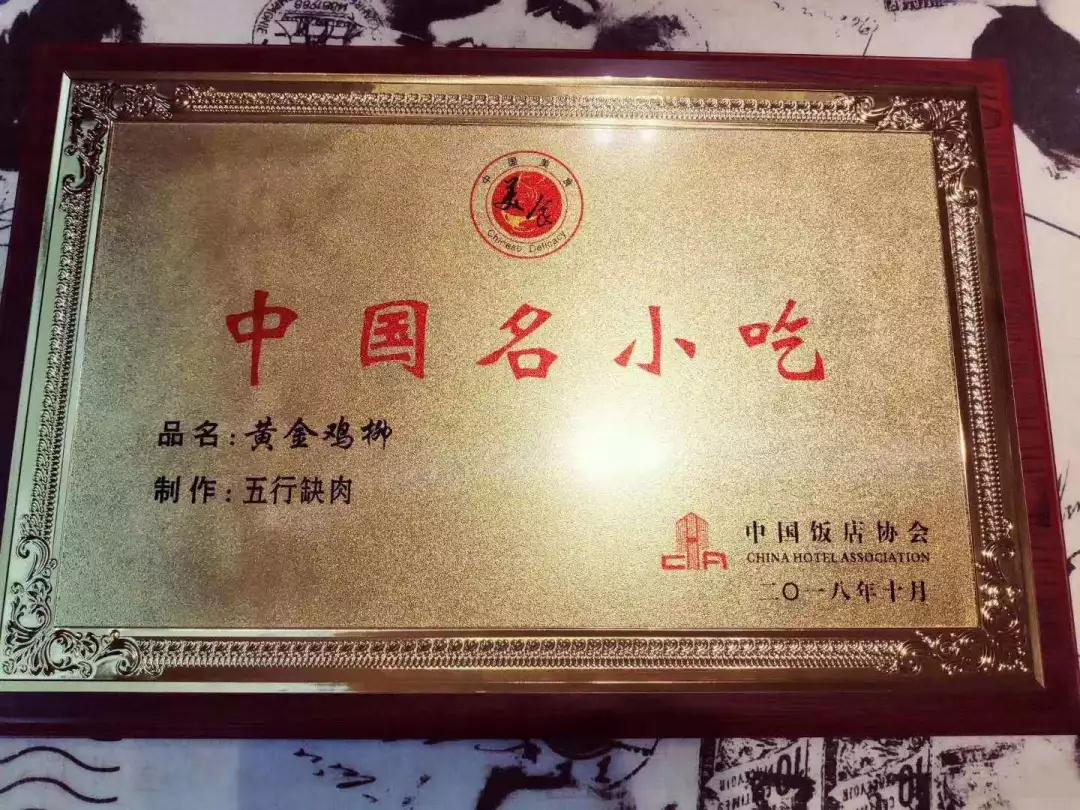 中国美食
美食
Chinese Delicacy
中国名小吃
品名:黄金鸡柳
制作:五行缺肉
CHA
中国饭店协会
CHINA HOTEL ASSOCIATION
二〇一八年十月